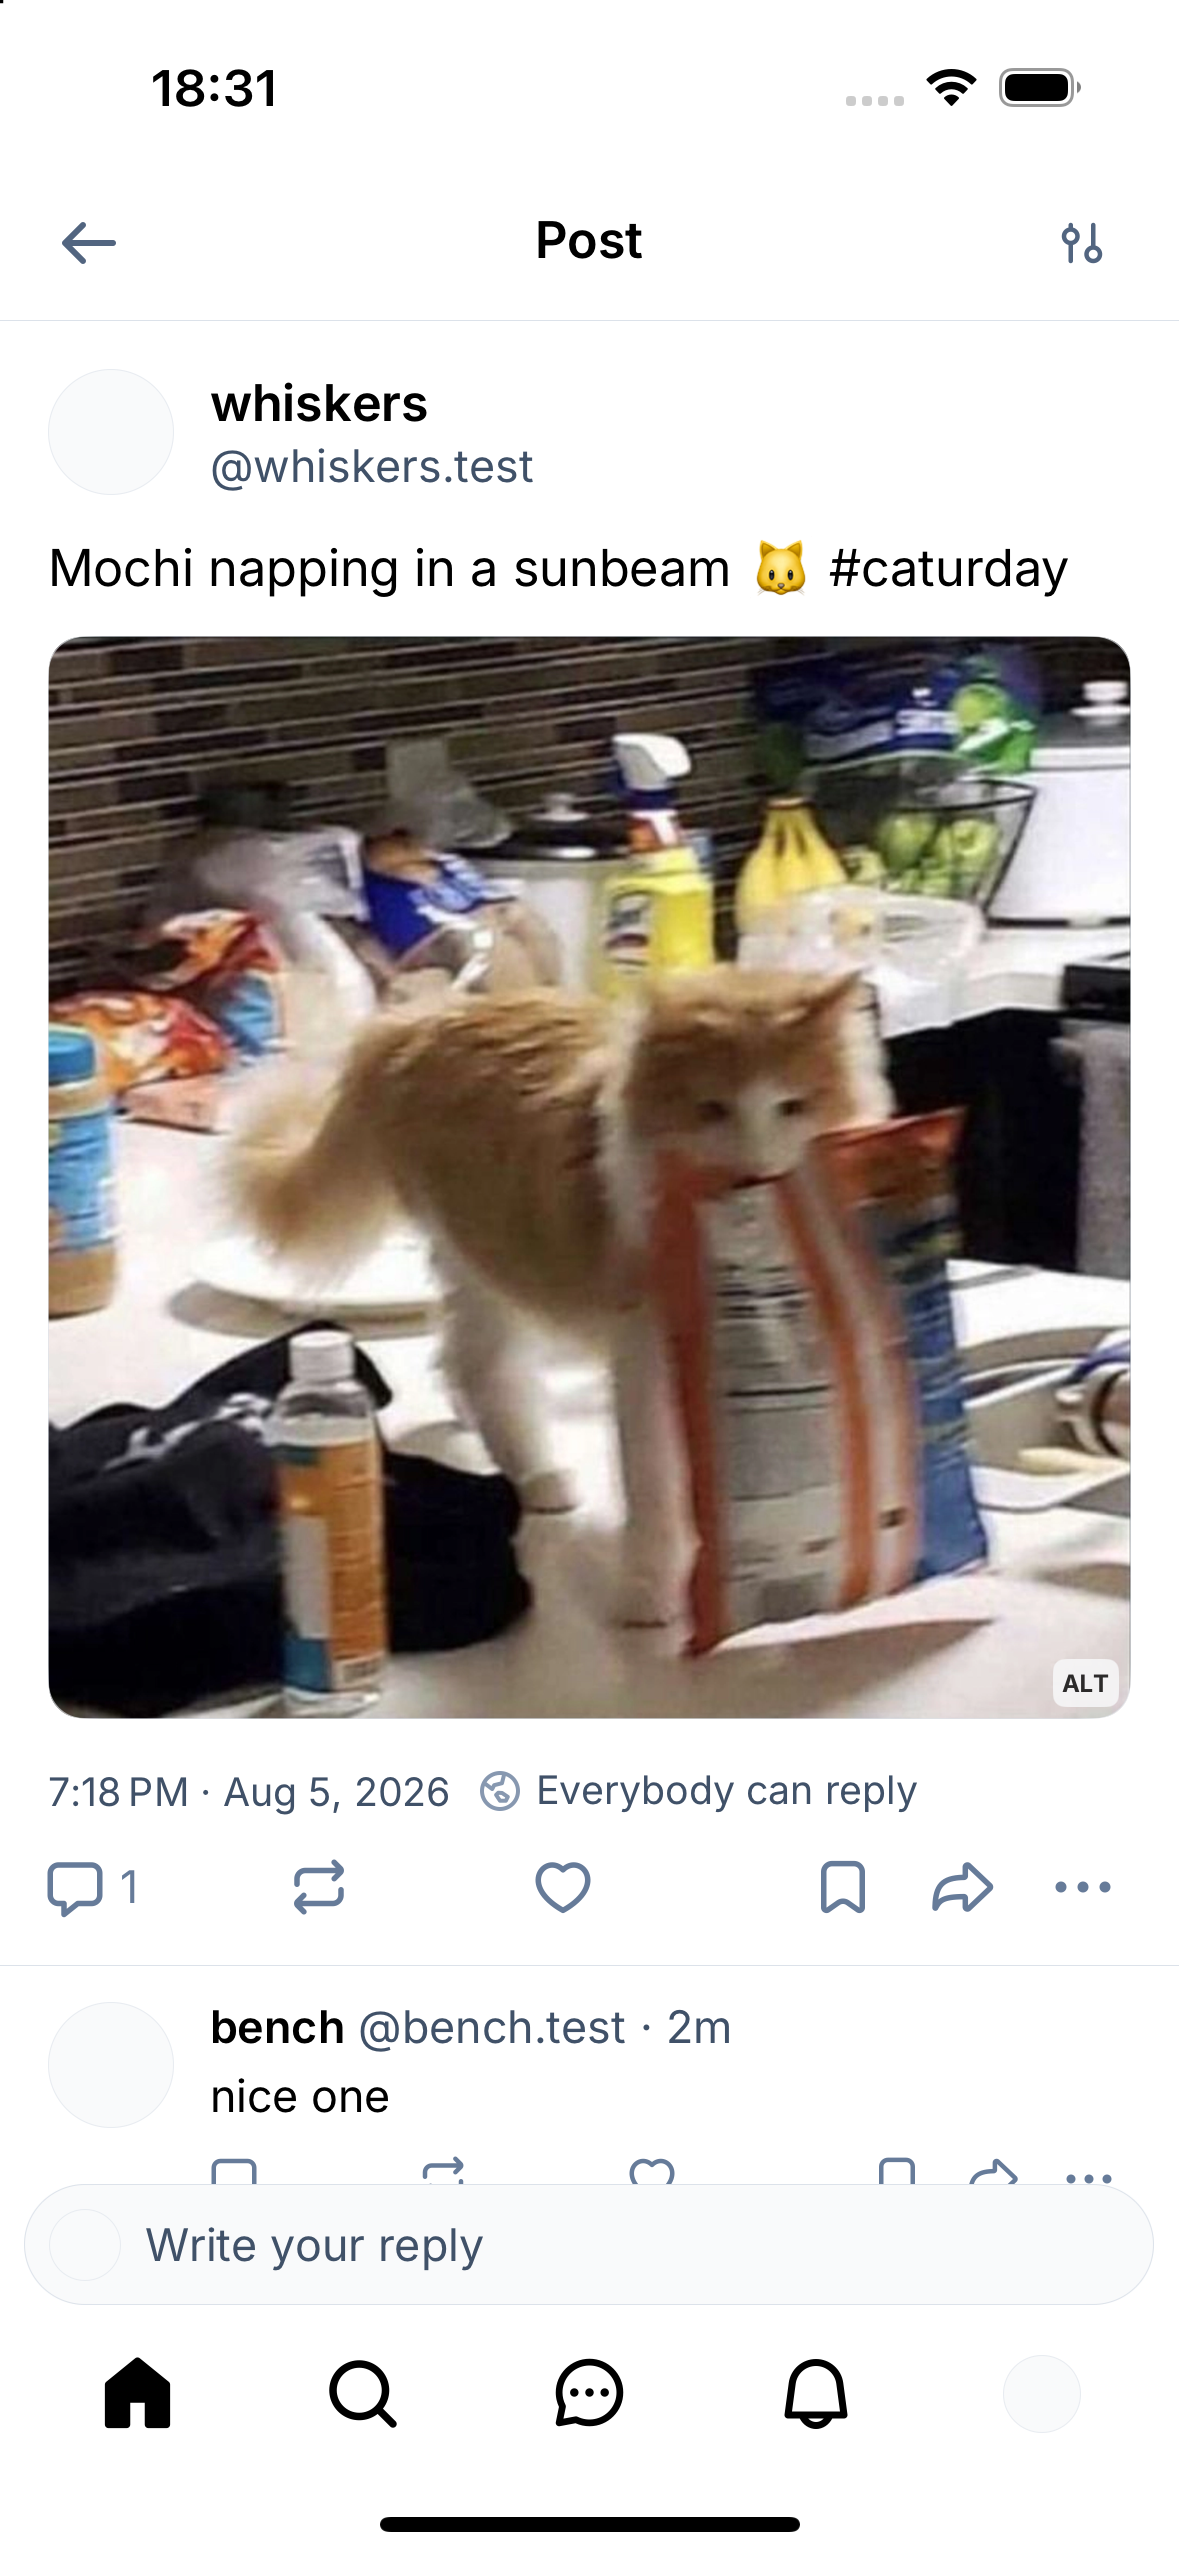 18:31
Post
whiskers
@whiskers.test
Mochi napping in a sunbeam 🐱 #caturday
ALT
7:18 PM · Aug 5, 2026 Everybody can reply
1
bench @bench.test · 2m
nice one
Write your reply